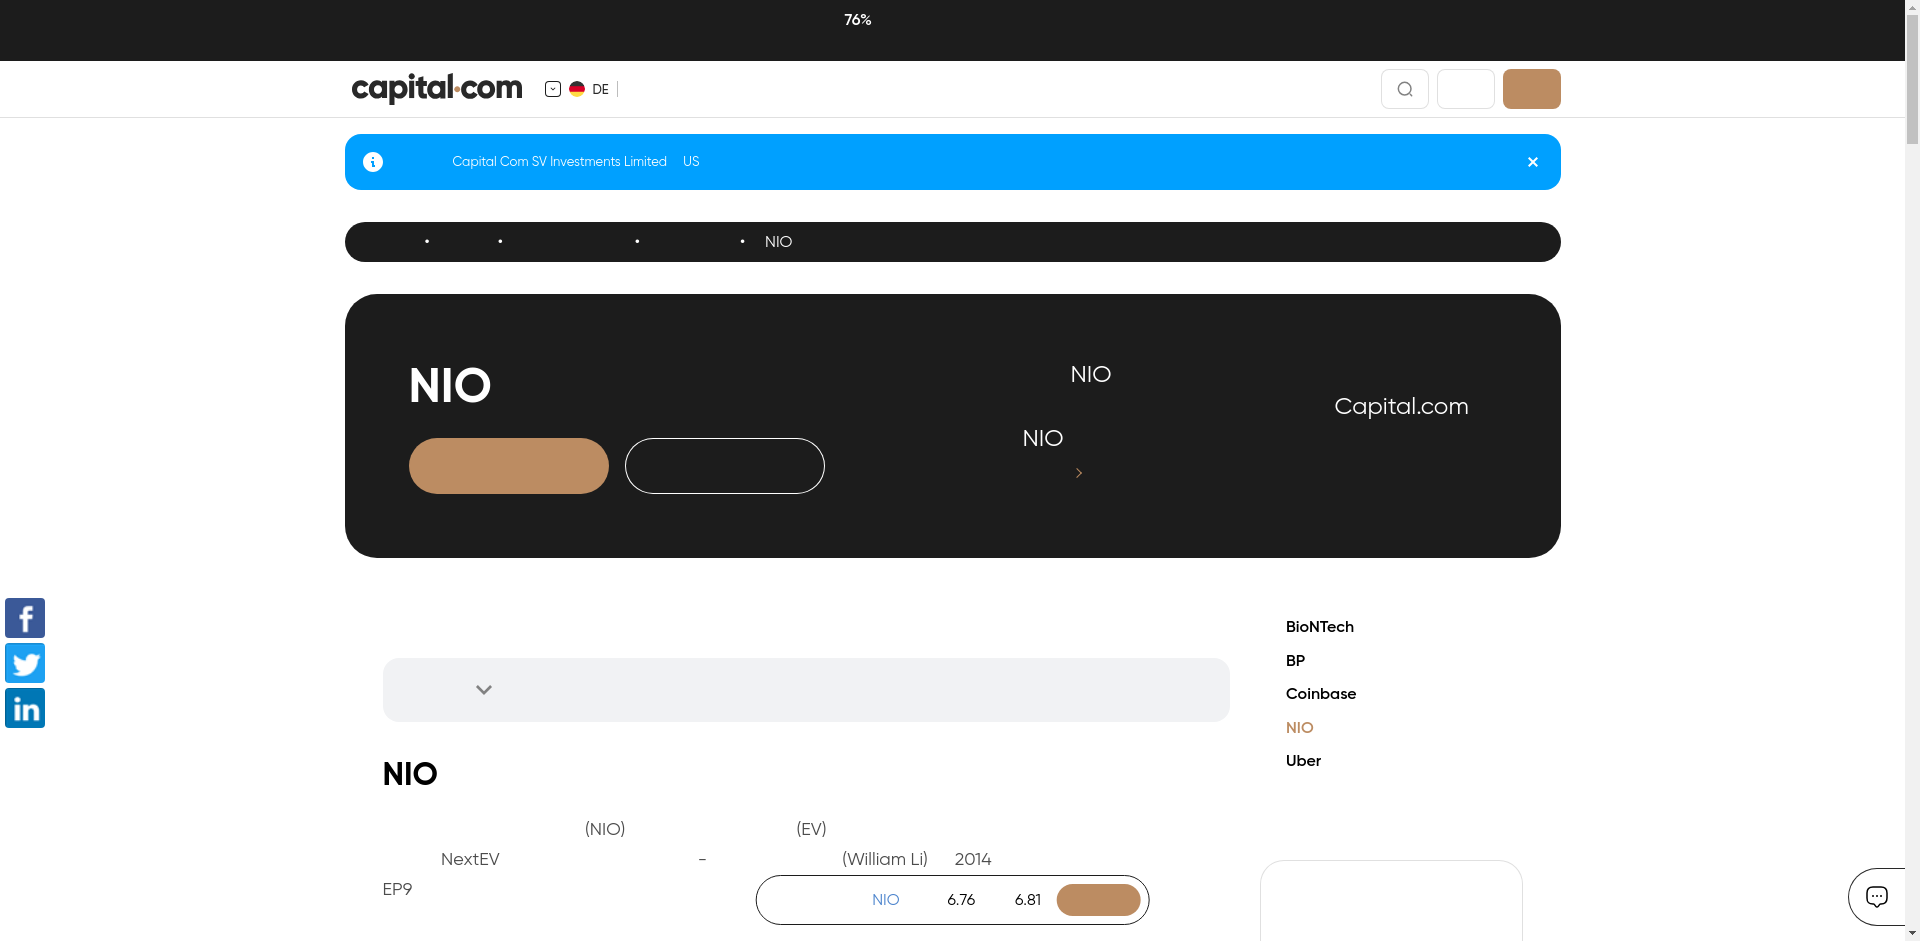 76%
capital.com
DE
Capital Com SV Investments Limited US
• • • • NIO
NIO
NIO
Capital.com
NIO
BioNTech
BP
Coinbase
NIO
Uber
NIO
(NIO) (EV)
NextEV - (William Li) 2014
EP9
NIO 6.76 6.81